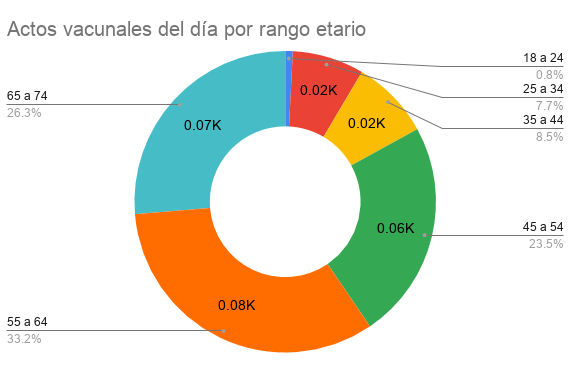 Actos vacunales del día por rango etario
18 a 24
0.8%
25 a 34
7.7%
35 a 44
8.5%
45 a 54
23.5%
55 a 64
33.2%
65 a 74
26.3%
0.02K
0.02K
0.06K
0.08K
0.07K